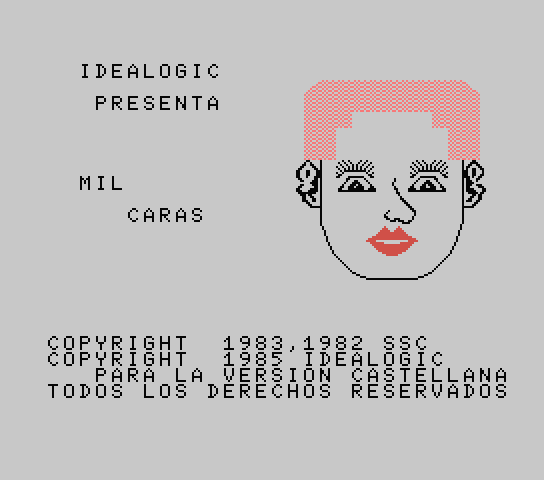 IDEALOGIC
PRESENTA
MIL
CARAS
COPYRIGHT 1983,1982 SSC
COPYRIGHT 1985 IDEALOGIC
PARA LA VERSION CASTELLANA
TODOS LOS DERECHOS RESERVADOS